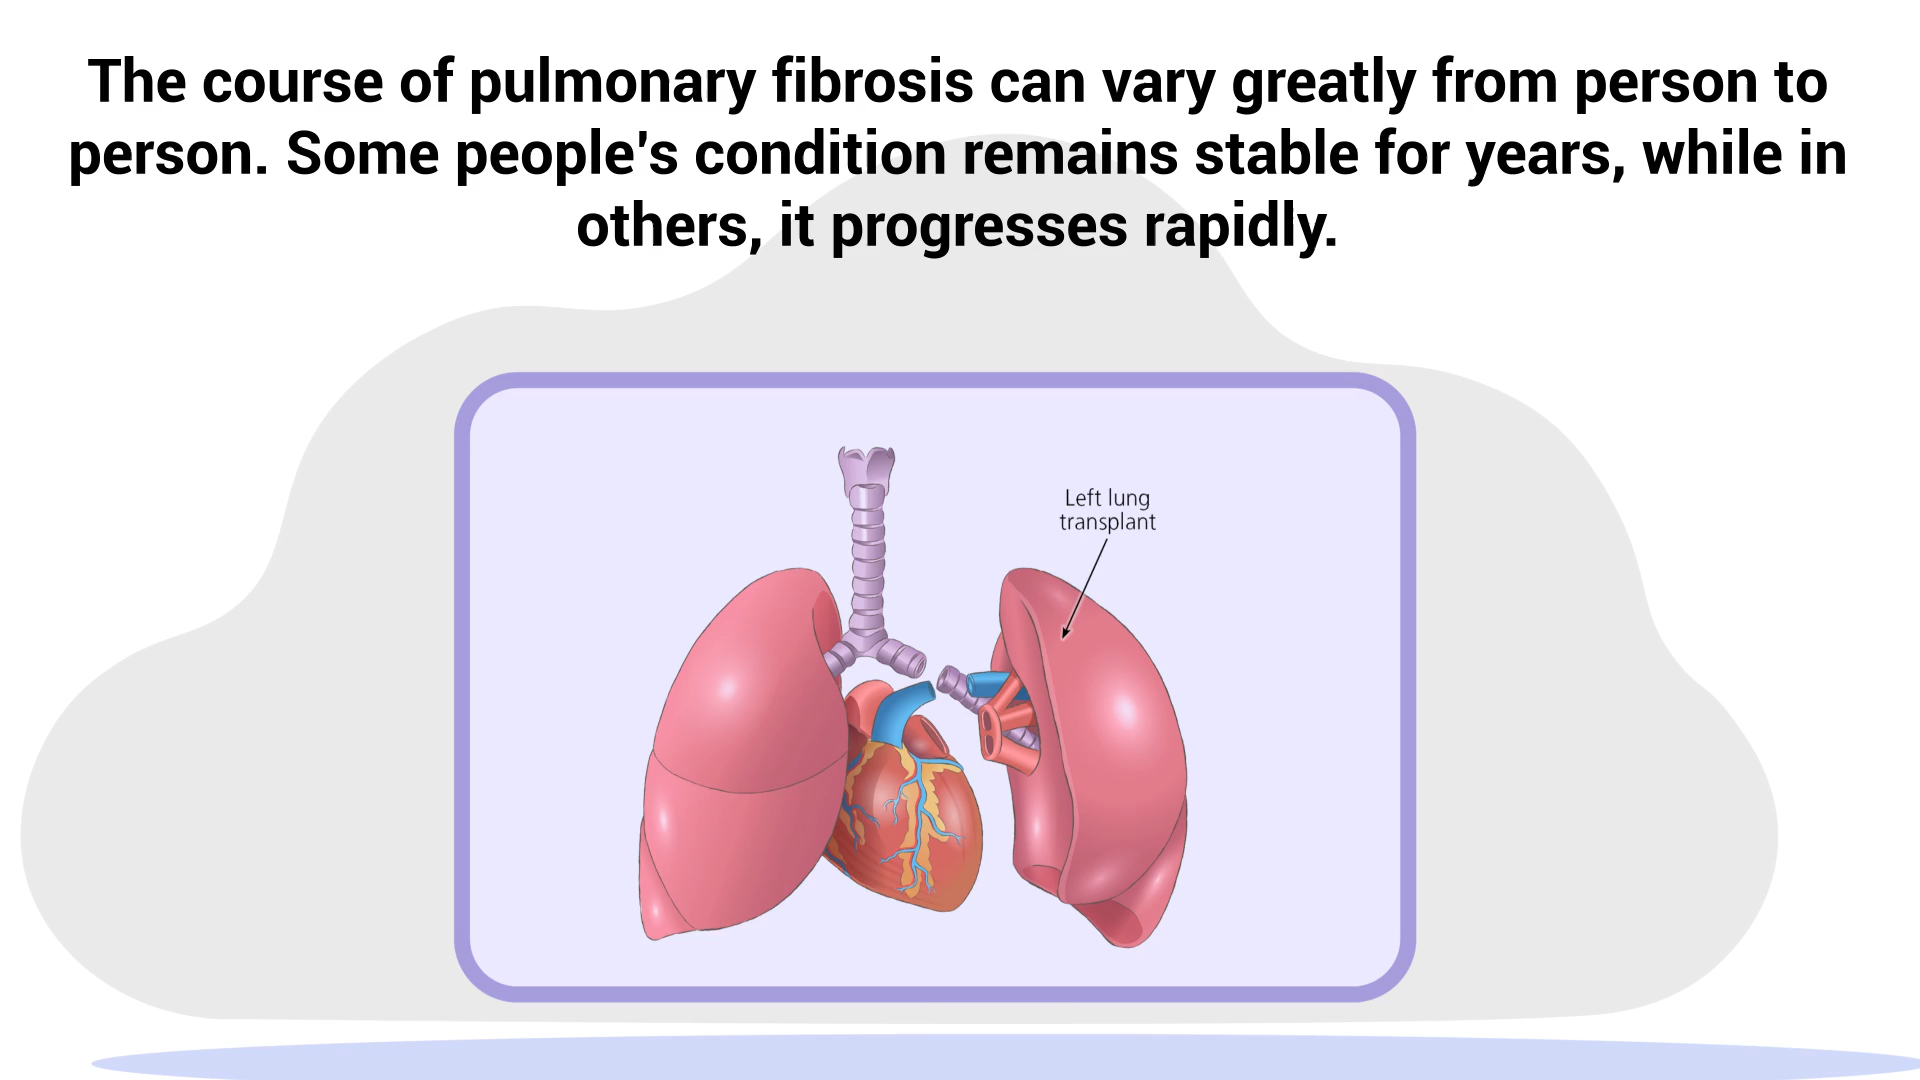 The course of pulmonary fibrosis can vary greatly from person to
person. Some people's condition remains stable for years, while in
others, it progresses rapidly.
Left lung
transplant